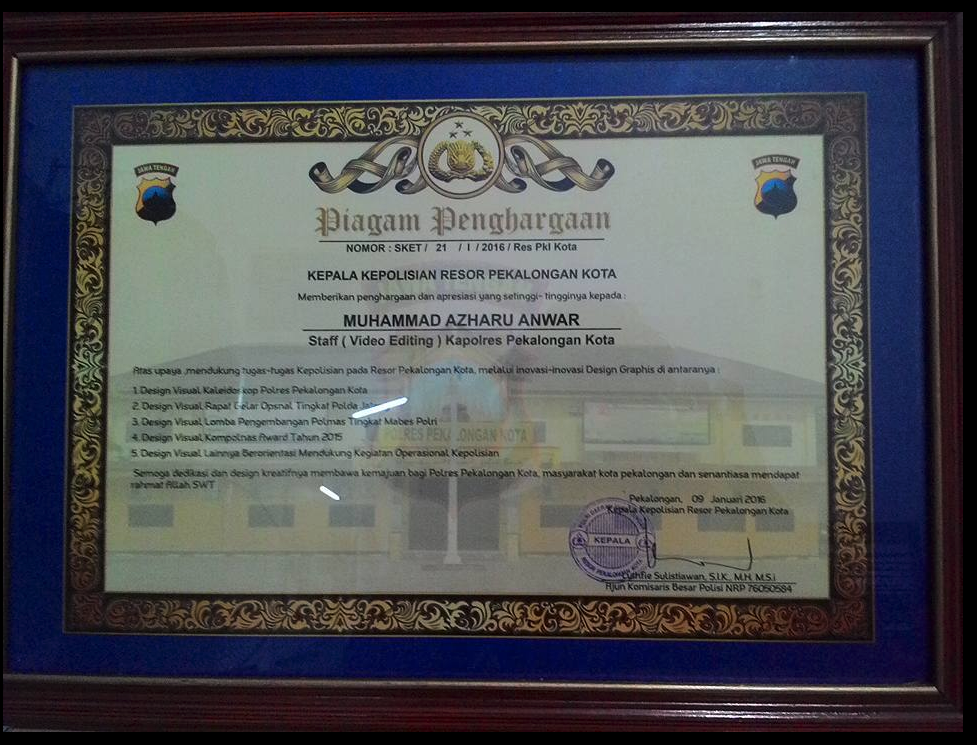 JAWA TENGAH
JAWA TENGAH
Piagam Penghargaan
NOMOR : SKET / 21 / I / 2016 / Res Pkl Kota
KEPALA KEPOLISIAN RESOR PEKALONGAN KOTA
Memberikan penghargaan dan apresiasi yang setinggi- tingginya kepada :
MUHAMMAD AZHARU ANWAR
Staff ( Video Editing ) Kapolres Pekalongan Kota
Atas upaya ,mendukung tugas-tugas Kepolisian pada Resor Pekalongan Kota, melalui inovasi-inovasi Design Graphis di antaranya :
1. Design Visual Kaleidoskop Polres Pekalongan Kota
2. Design Visual Rapat Gelar Opsnal Tingkat Polda
3. Design Visual Lomba Pengembangan Polmas Tingkat Mabes Polri
4. Design Visual Kompolnas Award Tahun 2015
5. Design Visual Lainnya Berorientasi Mendukung Kegiatan Operasional Kepolisian
Semoga dedikasi dan design kreatifnya membawa kemajuan bagi Polres Pekalongan Kota, masyarakat kota pekalongan dan senantiasa mendapat
rahmat Allah SWT
POLRES PEKALONGAN KOTA
Pekalongan, 09 Januari 2016
Kepala Kepolisian Resor Pekalongan Kota
KEPALA
RESOR PEKALONGAN KOTA
Luthfie Sulistiawan, S.I.K., M.H. M.S.i
Ajun Komisaris Besar Polisi NRP 76050584